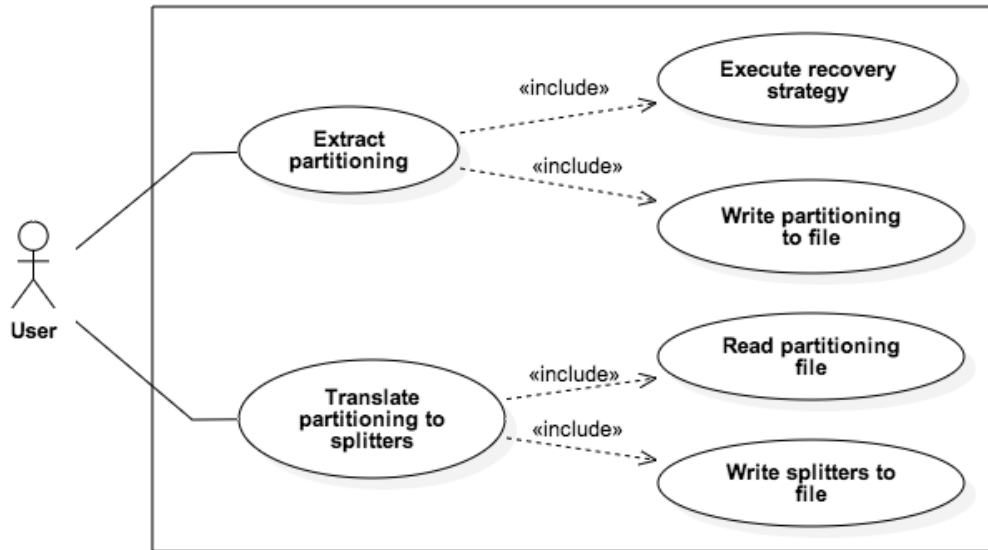 Execute recovery
strategy
«include»
Extract
partitioning
«include»
Write partitioning
to file
User
Read partitioning
file
«include»
Translate
partitioning to
splitters
«include»
Write splitters to
file